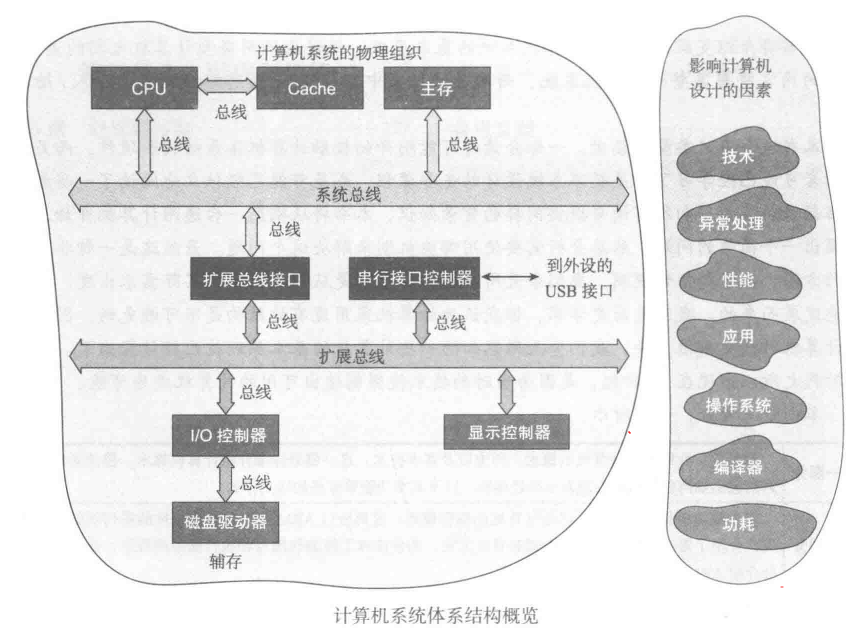 计算机系统的物理组织
CPU
Cache
主存
总线
总线
总线
系统总线
总线
扩展总线接口
串行接口控制器
到外设的
USB 接口
总线
总线
扩展总线
总线
I/O 控制器
显示控制器
总线
磁盘驱动器
辅存
影响计算机
设计的因素
技术
异常处理
性能
应用
操作系统
编译器
功耗
计算机系统体系结构概览